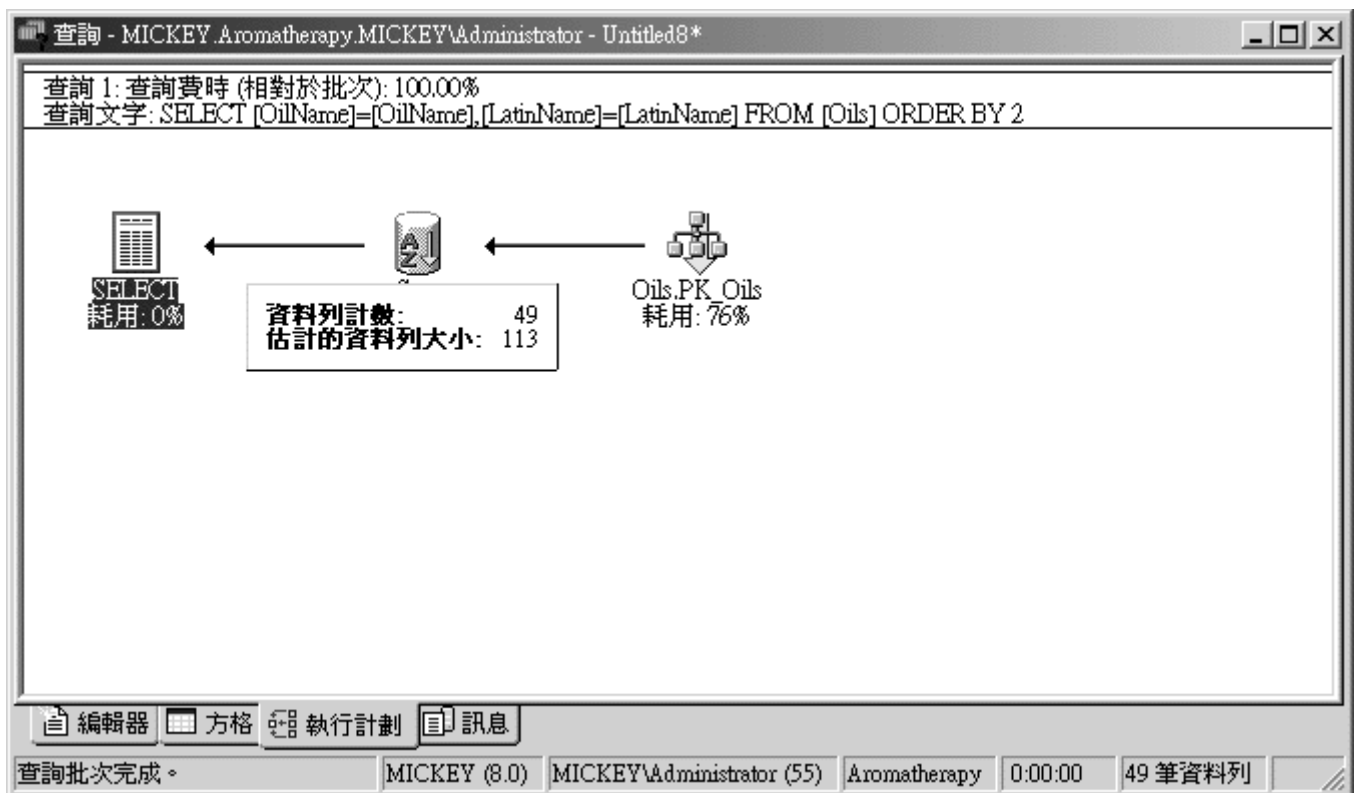 查詢 - MICKEY.Aromatherapy.MICKEY\Administrator - Untitled8*
查詢 1: 查詢費時 (相對於批次): 100.00%
查詢文字: SELECT [OilName]=[OilName],[LatinName]=[LatinName] FROM [Oils] ORDER BY 2
SELECT
耗用: 0%
資料列計數: 49
估計的資料列大小: 113
Oils.PK_Oils
耗用: 76%
編輯器 方格 執行計劃 訊息
查詢批次完成。 MICKEY (8.0) MICKEY\Administrator (55) Aromatherapy 0:00:00 49 筆資料列